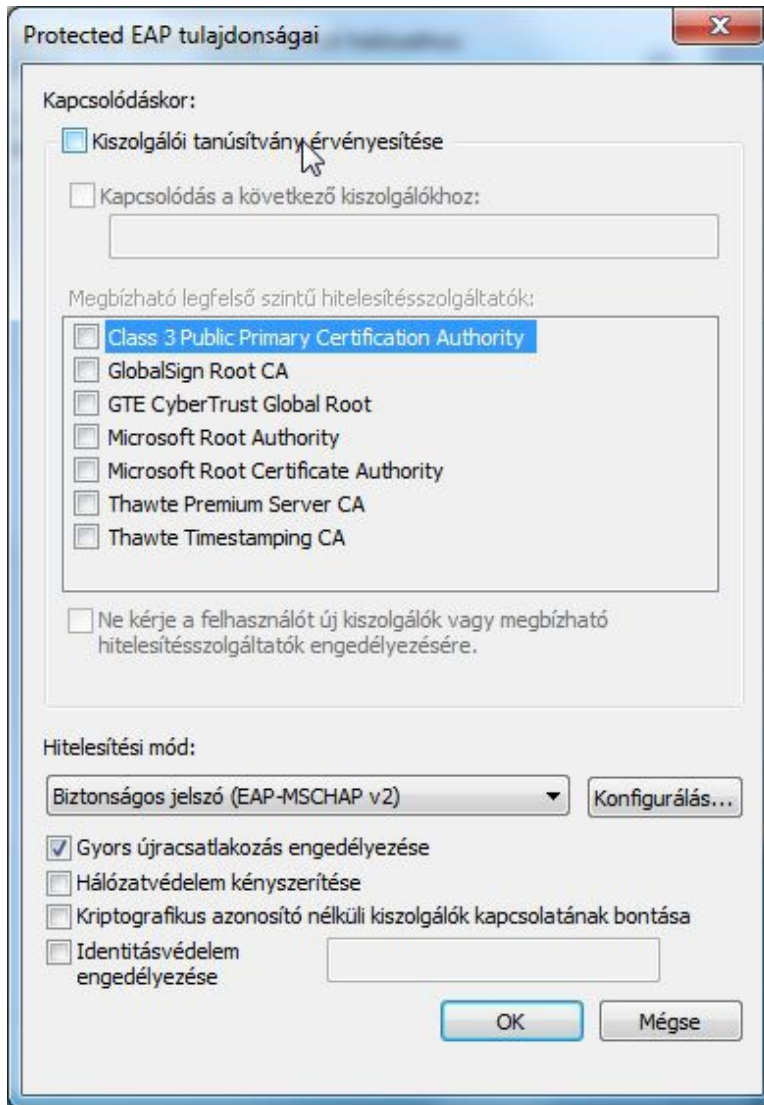 Protected EAP tulajdonságai
Kapcsolódáskor:
Kiszolgálói tanúsítvány érvényesítése
Kapcsolódás a következő kiszolgálókhoz:
Megbízható legfelső szintű hitelesítésszolgáltatók:
Class 3 Public Primary Certification Authority
GlobalSign Root CA
GTE CyberTrust Global Root
Microsoft Root Authority
Microsoft Root Certificate Authority
Thawte Premium Server CA
Thawte Timestamping CA
Ne kérje a felhasználót új kiszolgálók vagy megbízható
hitelesítésszolgáltatók engedélyezésére.
Hitelesítési mód:
Biztonságos jelszó (EAP-MSCHAP v2)
Konfigurálás...
Gyors újracsatlakozás engedélyezése
Hálózatvédelem kényszerítése
Kriptografikus azonosító nélküli kiszolgálók kapcsolatának bontása
Identitásvédelem
engedélyezése
OK
Mégse